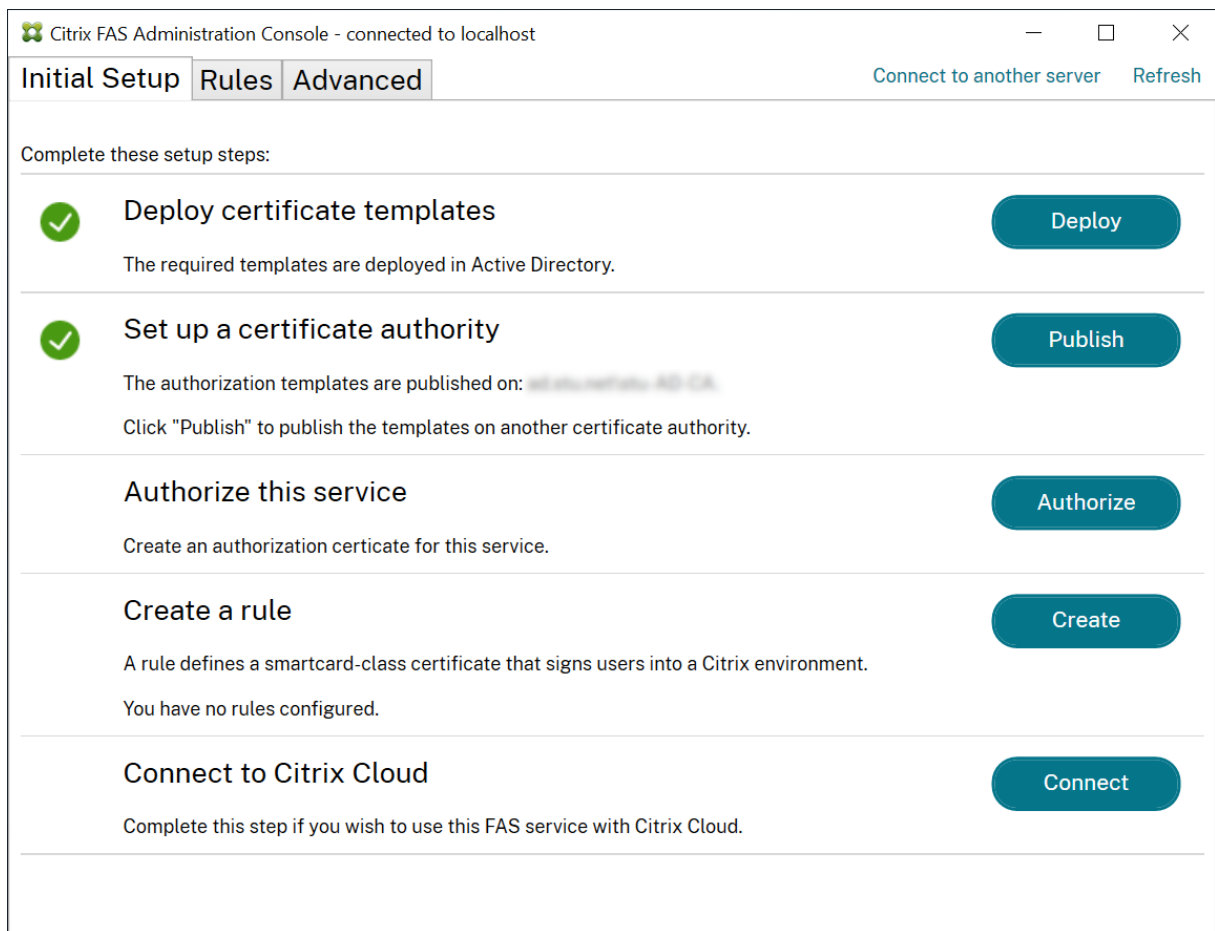 Citrix FAS Administration Console - connected to localhost
Initial Setup Rules Advanced Connect to another server Refresh
Complete these setup steps:
Deploy certificate templates
Deploy
The required templates are deployed in Active Directory.
Set up a certificate authority
Publish
The authorization templates are published on:
Click "Publish" to publish the templates on another certificate authority.
Authorize this service
Authorize
Create an authorization certicate for this service.
Create a rule
Create
A rule defines a smartcard-class certificate that signs users into a Citrix environment.
You have no rules configured.
Connect to Citrix Cloud
Connect
Complete this step if you wish to use this FAS service with Citrix Cloud.